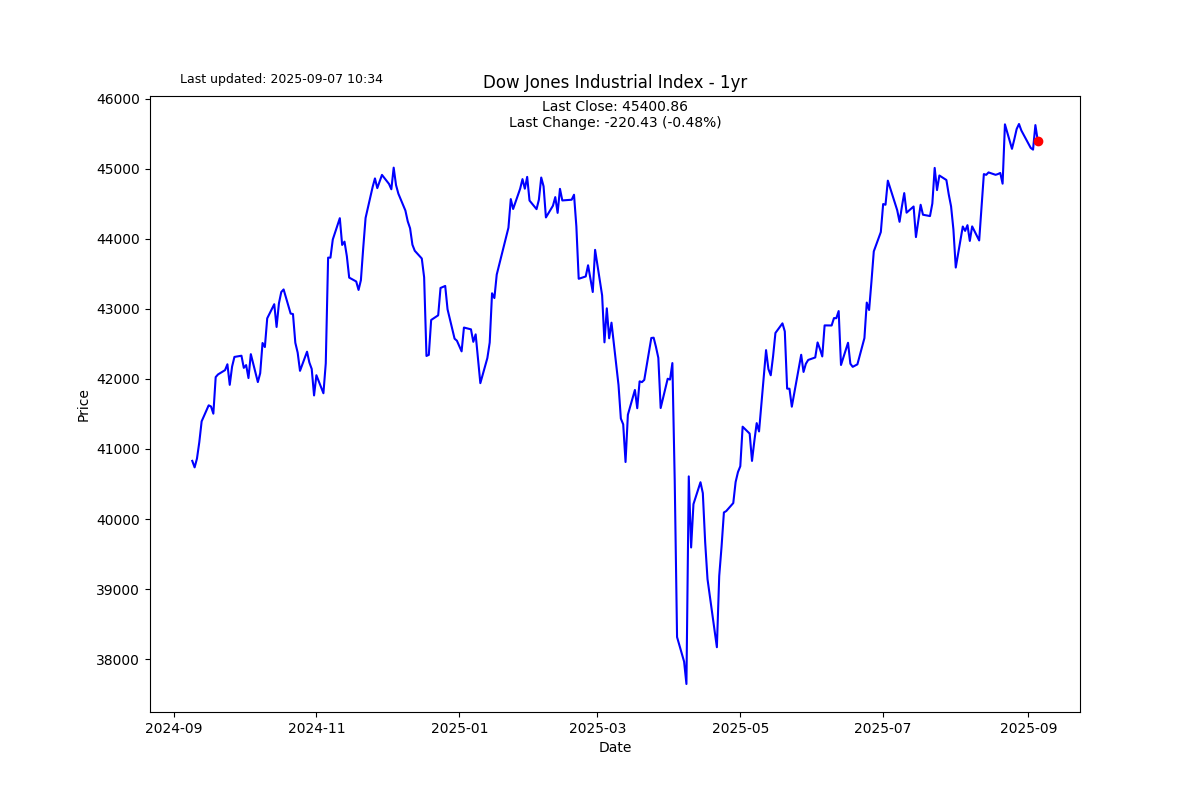 Last updated: 2025-09-07 10:34
Dow Jones Industrial Index - 1yr
Last Close: 45400.86
Last Change: -220.43 (-0.48%)
46000
45000
44000
43000
42000
41000
40000
39000
38000
Price
2024-09
2024-11
2025-01
2025-03
2025-05
2025-07
2025-09
Date